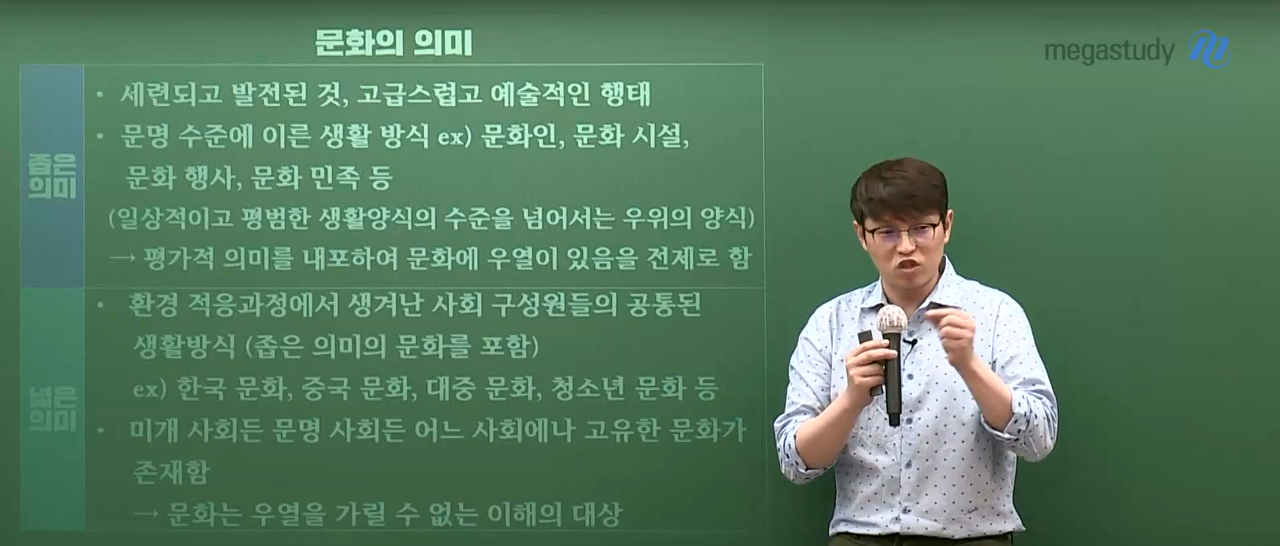 문화의 의미
megastudy
좁은
의미
• 세련되고 발전된 것, 고급스럽고 예술적인 행태
• 문명 수준에 이른 생활 방식 ex) 문화인, 문화 시설,
문화 행사, 문화 민족 등
(일상적이고 평범한 생활양식의 수준을 넘어서는 우위의 양식)
→ 평가적 의미를 내포하여 문화에 우열이 있음을 전제로 함
넓은
의미
• 환경 적응과정에서 생겨난 사회 구성원들의 공통된
생활방식 (좁은 의미의 문화를 포함)
ex) 한국 문화, 중국 문화, 대중 문화, 청소년 문화 등
• 미개 사회든 문명 사회든 어느 사회에나 고유한 문화가
존재함
→ 문화는 우열을 가릴 수 없는 이해의 대상